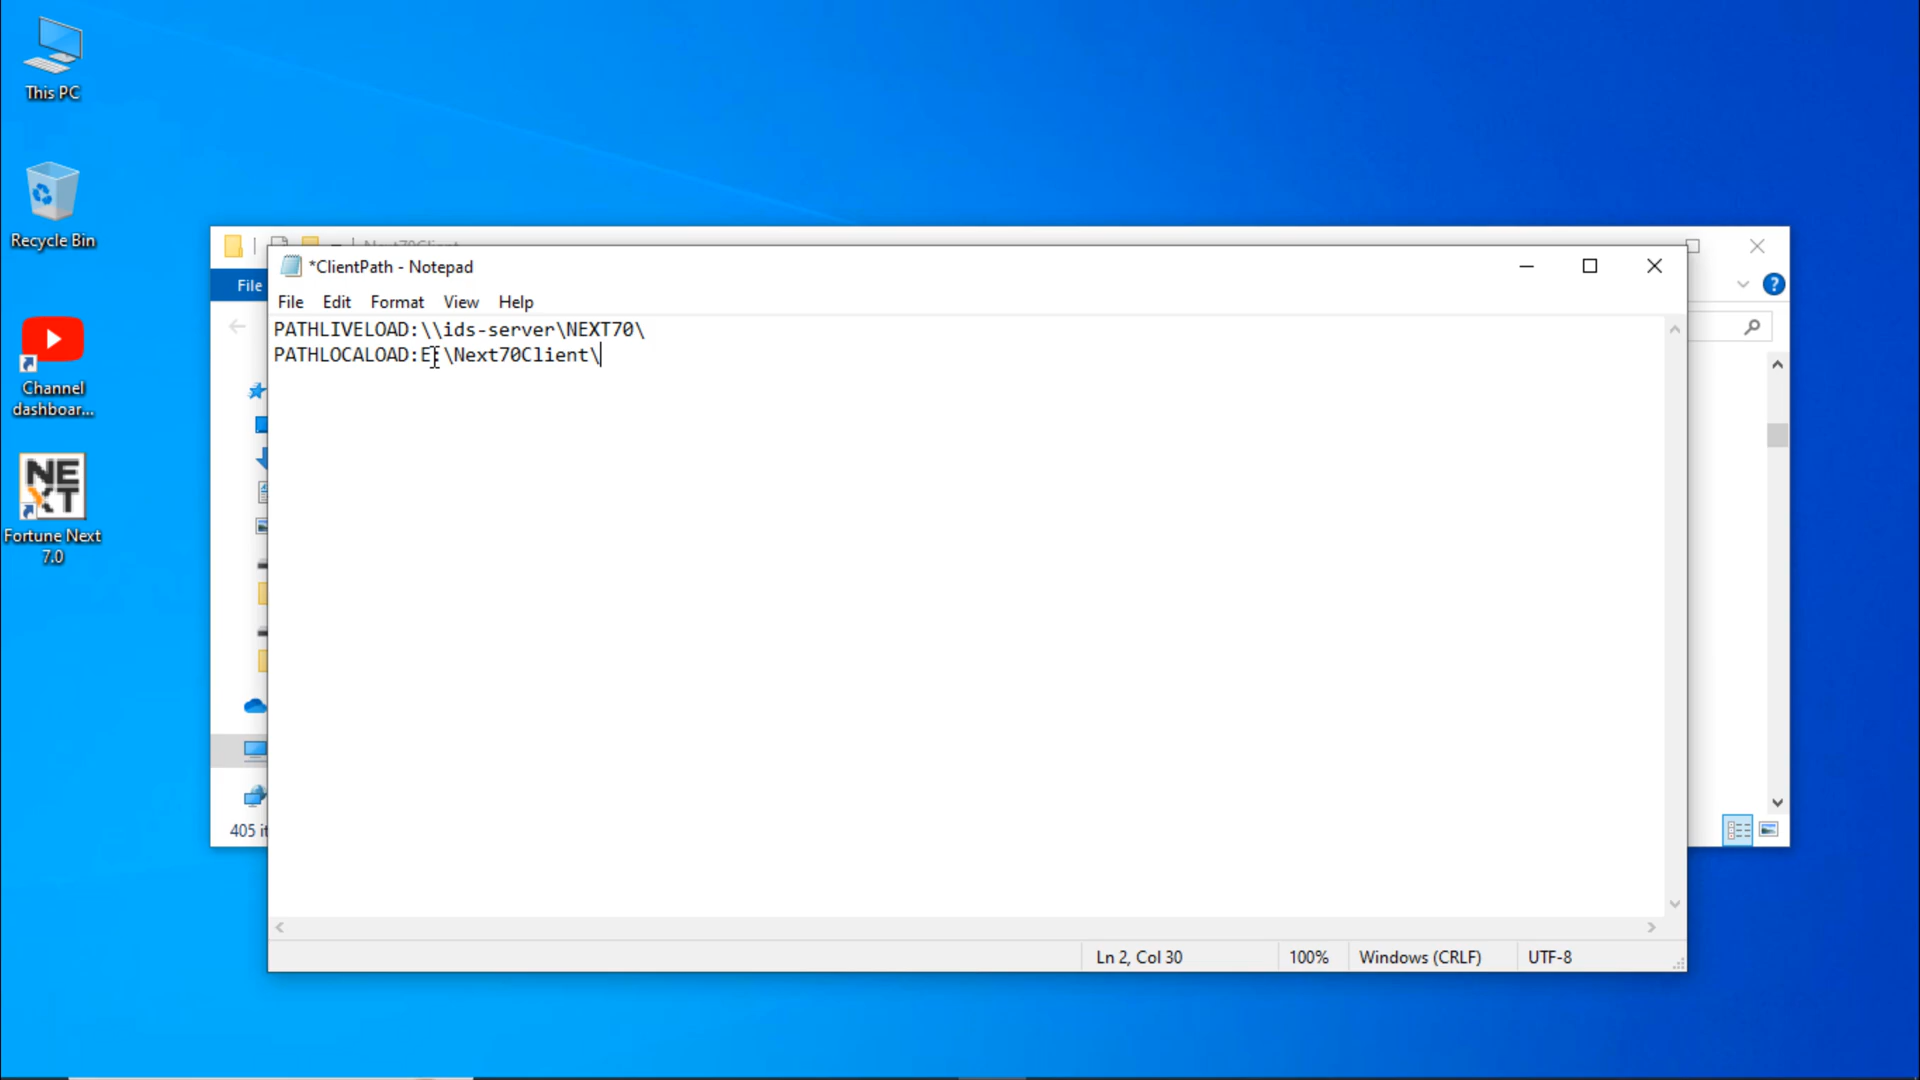 This PC
Recycle Bin
Channel
dashboar...
NE
XT
Fortune Next
7.0
File
*ClientPath - Notepad
File Edit Format View Help
PATHLIVELOAD:\\ids-server\NEXT70\
PATHLOCALOAD:E:\Next70Client\
405 it
Ln 2, Col 30
100%
Windows (CRLF)
UTF-8